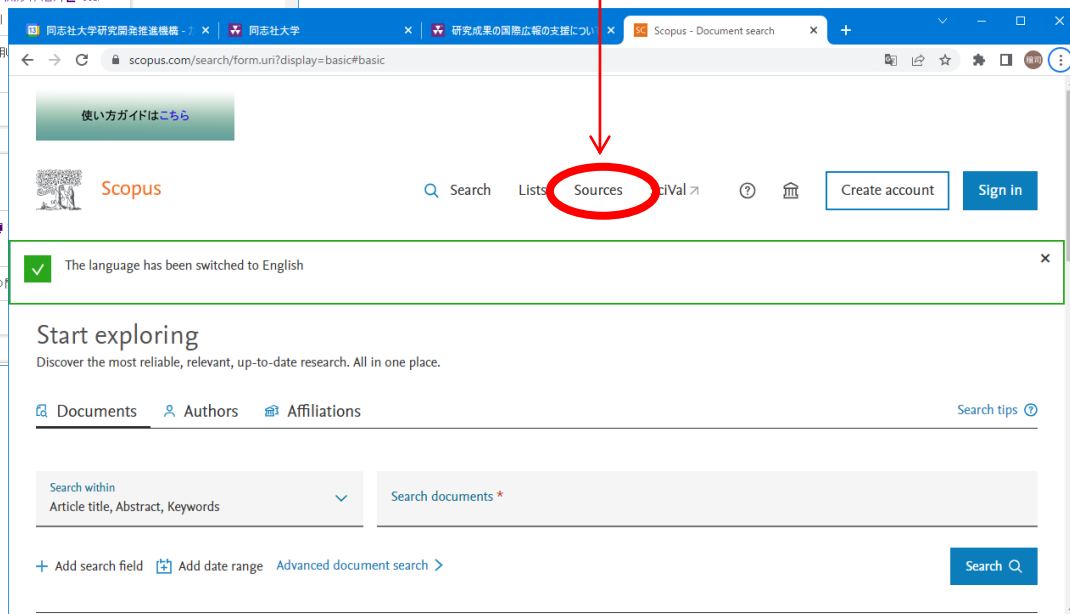 同志社大学研究開発推進機構 -
同志社大学
研究成果の国際広報の支援につい
Scopus - Document search
scopus.com/search/form.uri?display=basic#basic
使い方ガイドはこちら
Scopus
Search
Lists
Sources
ciVal
Create account
Sign in
The language has been switched to English
Start exploring
Discover the most reliable, relevant, up-to-date research. All in one place.
Documents
Authors
Affiliations
Search tips
Search within
Article title, Abstract, Keywords
Search documents *
Add search field
Add date range
Advanced document search
Search